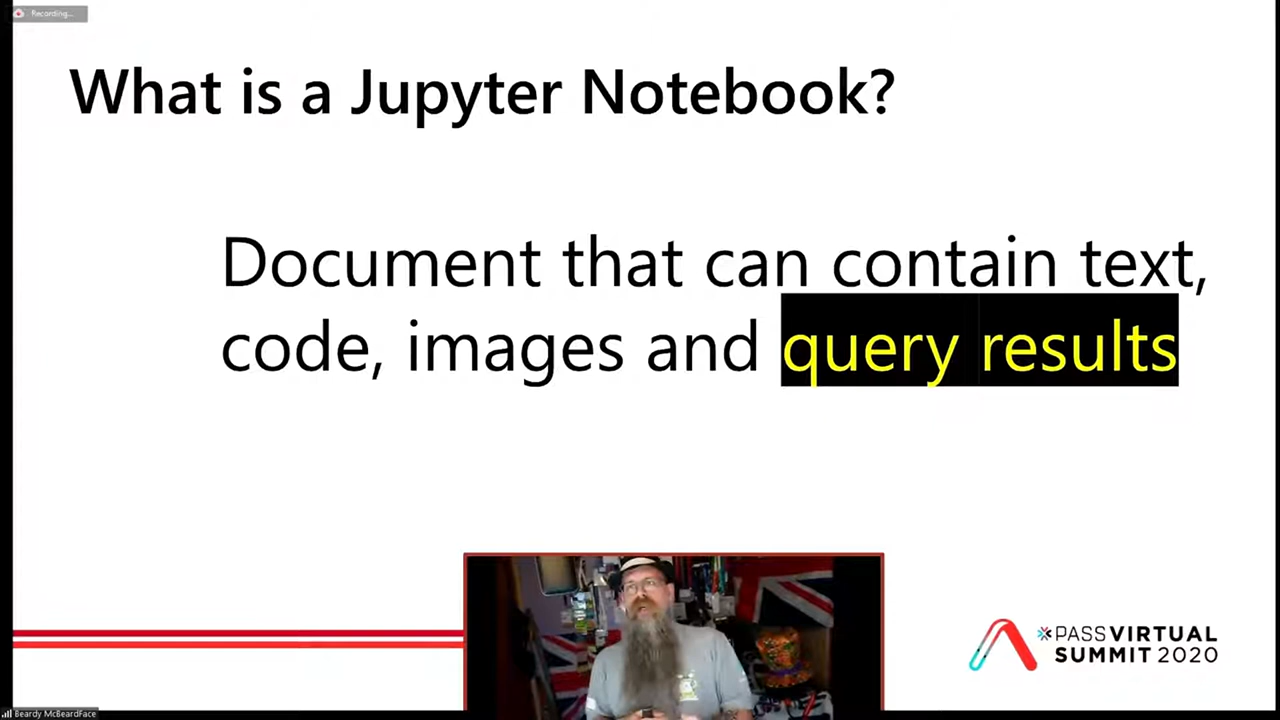 Recording...
What is a Jupyter Notebook?
Document that can contain text,
code, images and query results
PASS VIRTUAL
SUMMIT 2020
Beardy McBeardFace